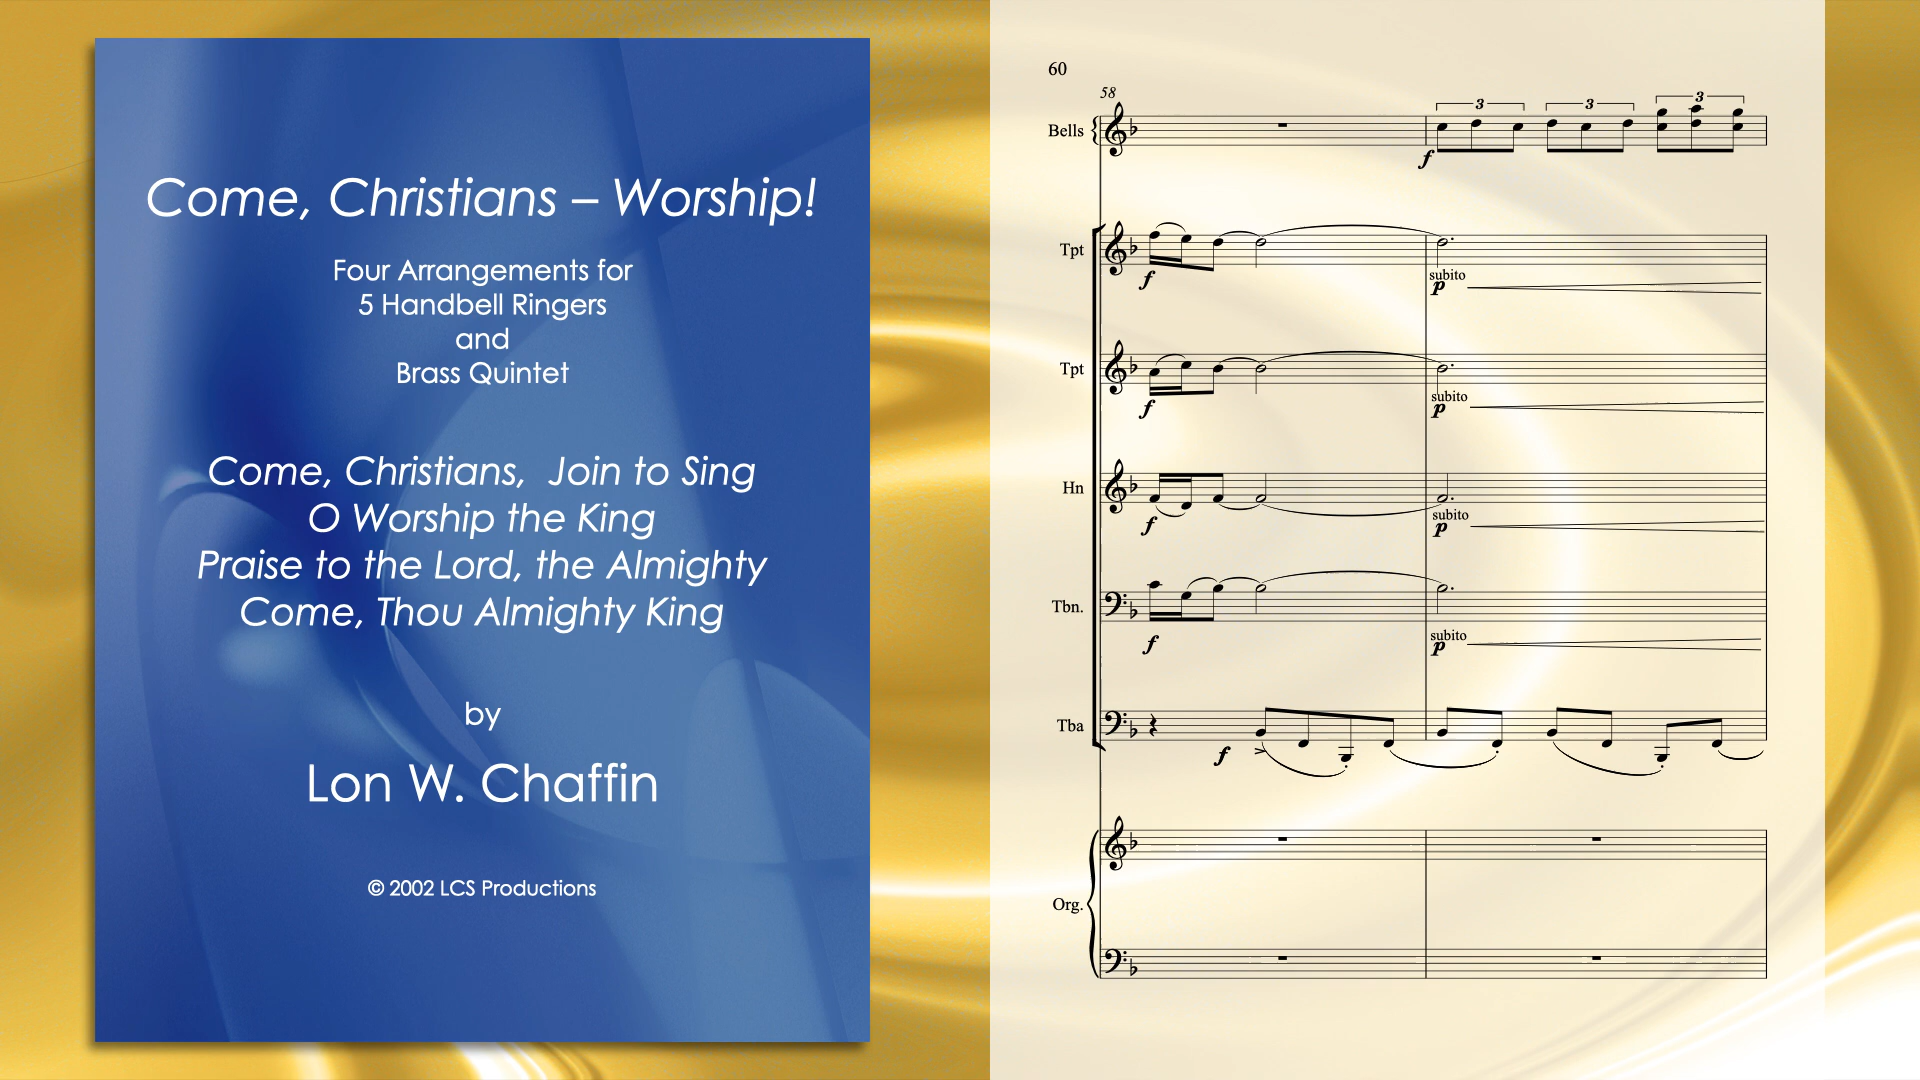 Come, Christians – Worship!
Four Arrangements for
5 Handbell Ringers
and
Brass Quintet
Come, Christians, Join to Sing
O Worship the King
Praise to the Lord, the Almighty
Come, Thou Almighty King
by
Lon W. Chaffin
© 2002 LCS Productions
60
58
3 3 3
Bells
f
Tpt
f
subito
p
Tpt
f
subito
p
Hn
f
subito
p
Tbn.
f
subito
p
Tba
f
Org.